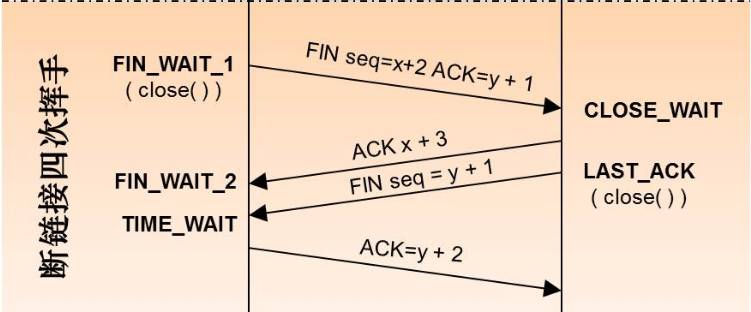 断链接四次挥手
FIN_WAIT_1
( close( ) )
FIN seq=x+2 ACK=y + 1
CLOSE_WAIT
ACK x + 3
FIN_WAIT_2
FIN seq = y + 1
LAST_ACK
( close( ) )
TIME_WAIT
ACK=y + 2